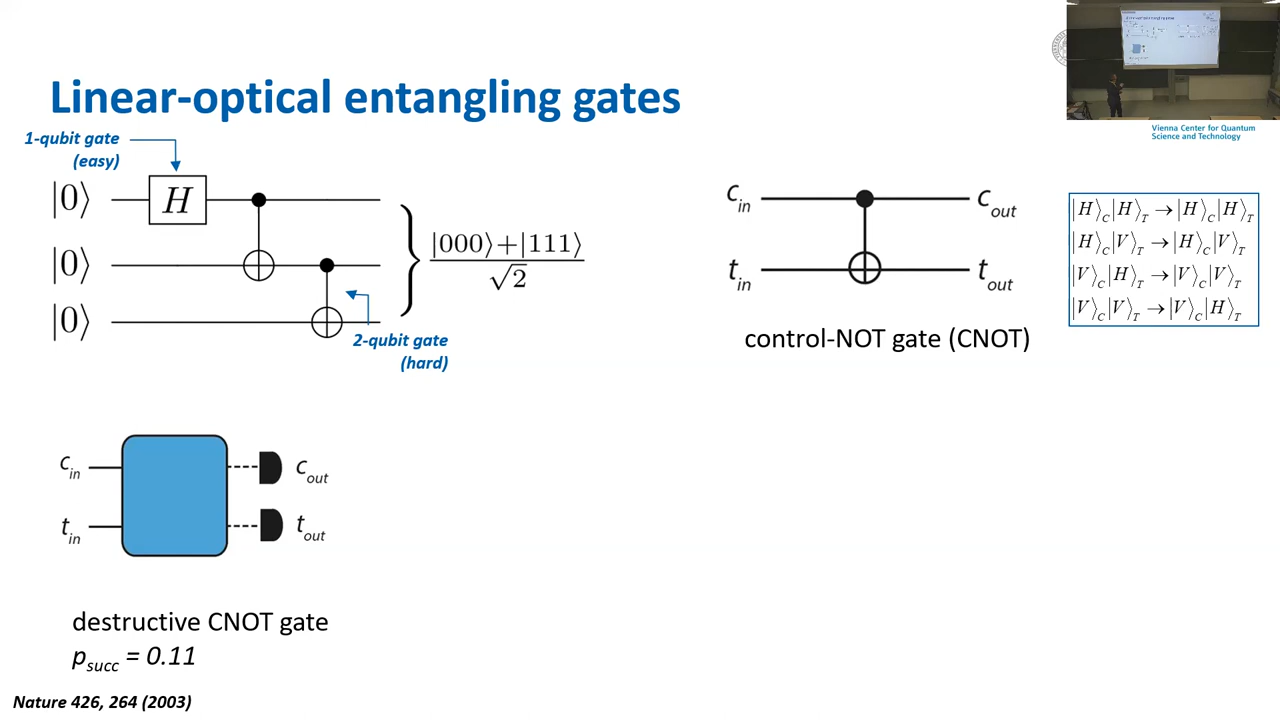 Linear-optical entangling gates
Vienna Center for Quantum
Science and Technology
1-qubit gate
(easy)
|0⟩
H
|0⟩
|0⟩
|000⟩+|111⟩
√2
2-qubit gate
(hard)
c_in
c_out
t_in
t_out
control-NOT gate (CNOT)
|H⟩_C|H⟩_T → |H⟩_C|H⟩_T
|H⟩_C|V⟩_T → |H⟩_C|V⟩_T
|V⟩_C|H⟩_T → |V⟩_C|V⟩_T
|V⟩_C|V⟩_T → |V⟩_C|H⟩_T
c_in
c_out
t_in
t_out
destructive CNOT gate
p_succ = 0.11
Nature 426, 264 (2003)